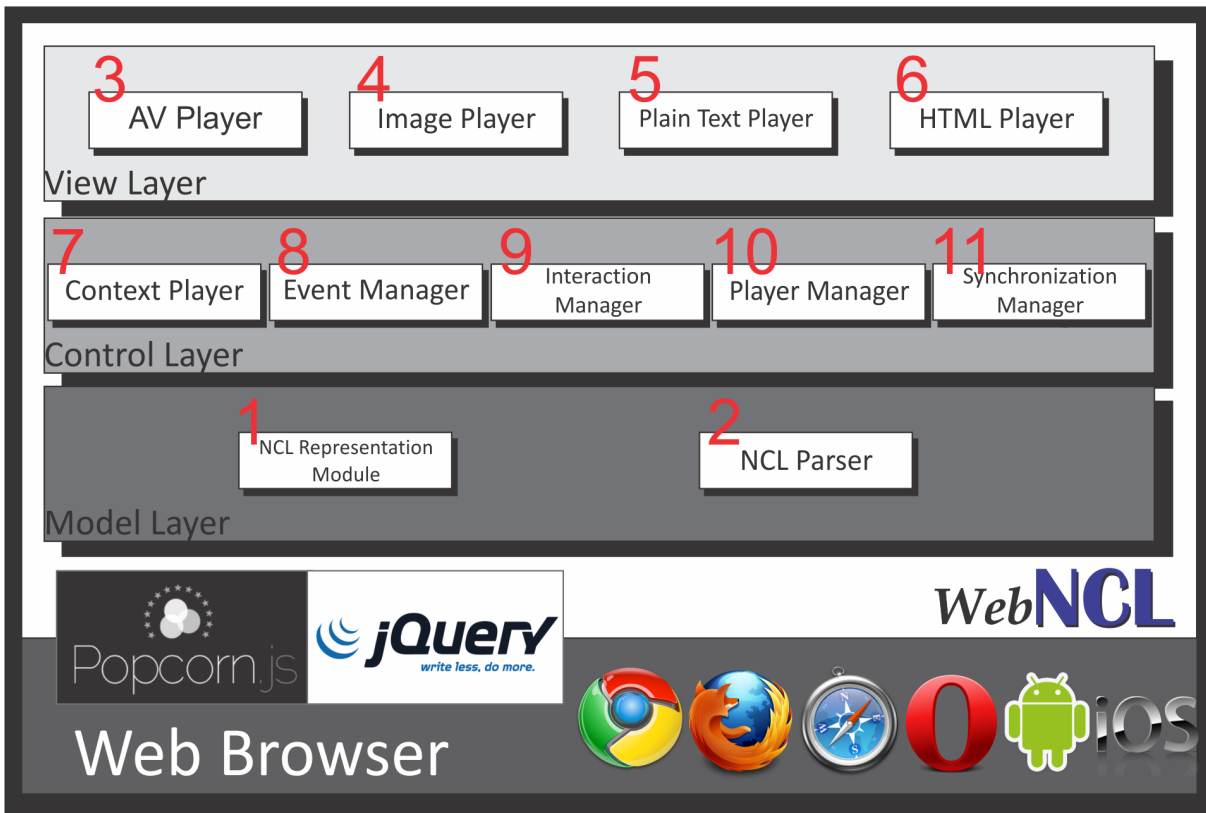 3
AV Player
4
Image Player
5
Plain Text Player
6
HTML Player
View Layer
7
Context Player
8
Event Manager
9
Interaction
Manager
10
Player Manager
11
Synchronization
Manager
Control Layer
1
NCL Representation
Module
2
NCL Parser
Model Layer
Popcorn.js
jQuery
write less, do more.
WebNCL
Web Browser
N
E
S
W
iOS